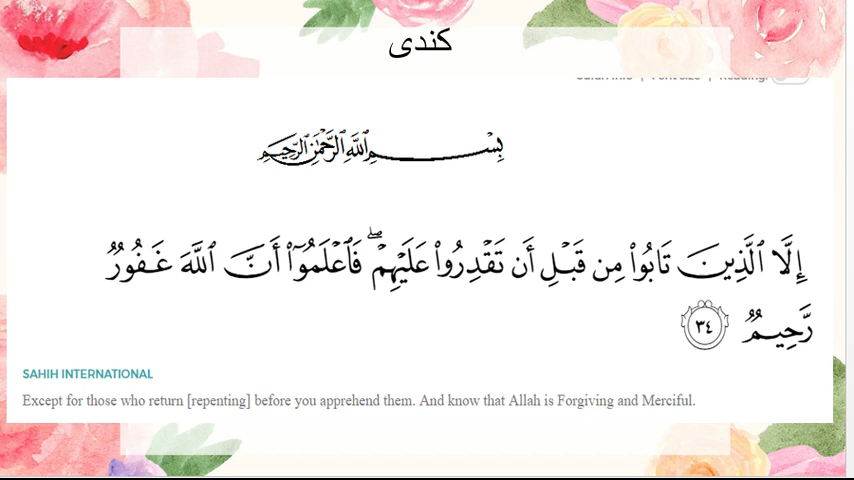 کندی
بِسْمِ ٱللَّهِ ٱلرَّحْمَٰنِ ٱلرَّحِيمِ
إِلَّا ٱلَّذِينَ تَابُوا۟ مِن قَبْلِ أَن تَقْدِرُوا۟ عَلَيْهِمْ ۖ فَٱعْلَمُوٓا۟ أَنَّ ٱللَّهَ غَفُورٌ
رَّحِيمٌ ٣٤
SAHIH INTERNATIONAL
Except for those who return [repenting] before you apprehend them. And know that Allah is Forgiving and Merciful.